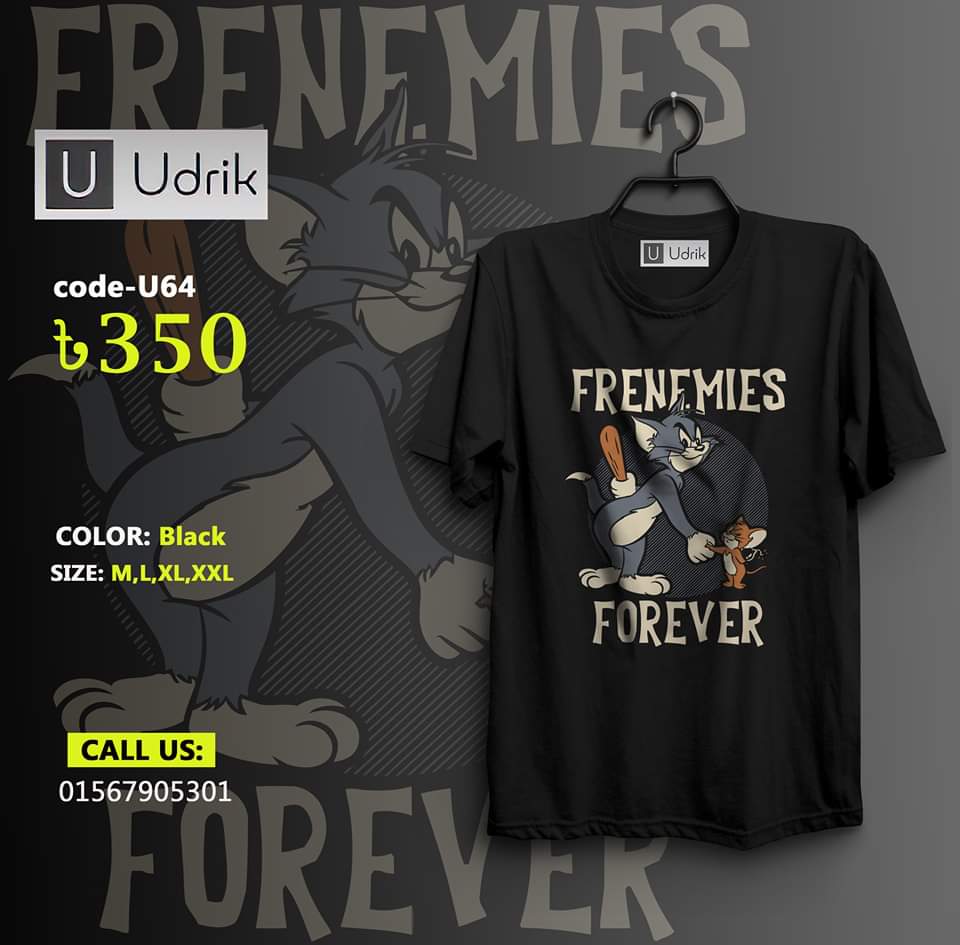 FRENEMIES
U Udrik
code-U64
৳350
COLOR: Black
SIZE: M,L,XL,XXL
CALL US:
01567905301
FOREVER
U Udrik
FRENEMIES
FOREVER